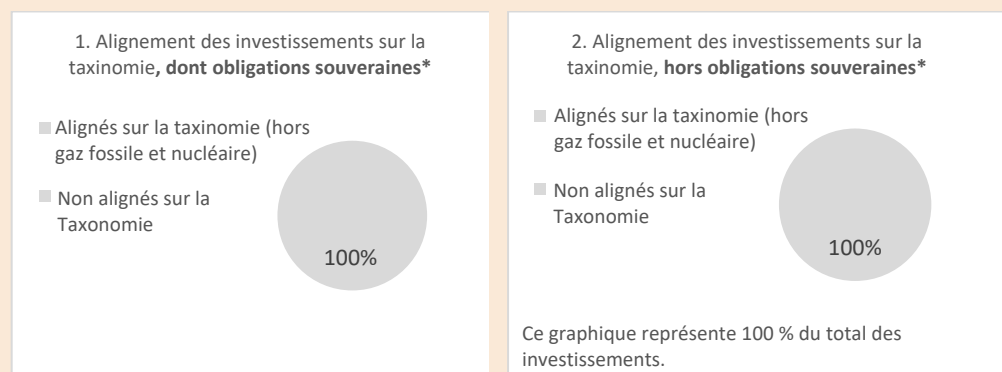 1. Alignement des investissements sur la
taxinomie, dont obligations souveraines*
Alignés sur la taxinomie (hors
gaz fossile et nucléaire)
Non alignés sur la
Taxonomie
100%
2. Alignement des investissements sur la
taxinomie, hors obligations souveraines*
Alignés sur la taxinomie (hors
gaz fossile et nucléaire)
Non alignés sur la
Taxonomie
100%
Ce graphique représente 100 % du total des
investissements.